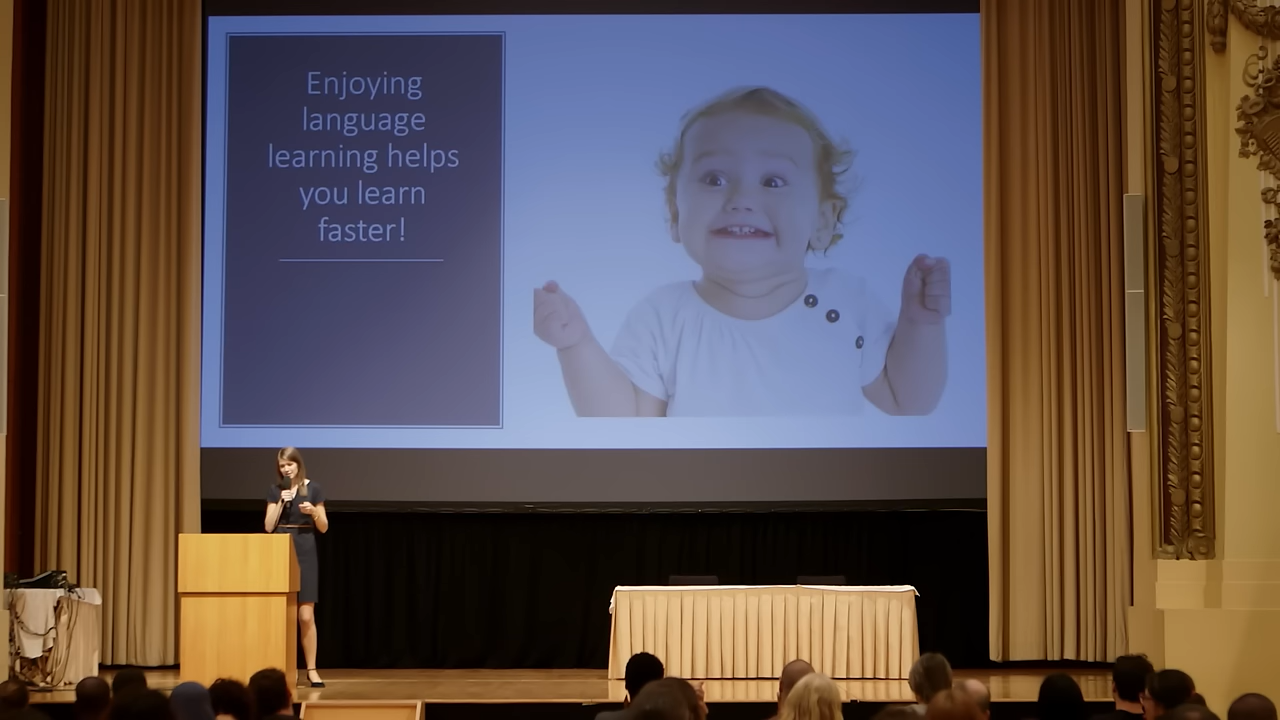 Enjoying
language
learning helps
you learn
faster!